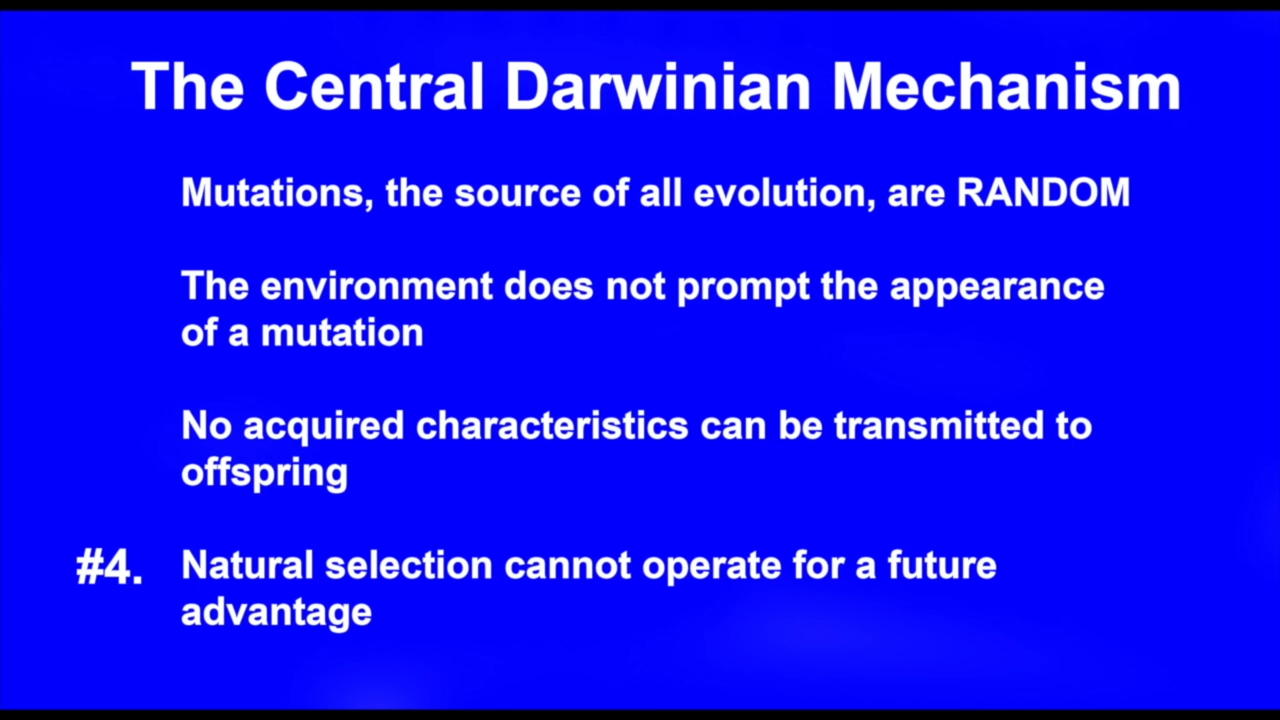 The Central Darwinian Mechanism
Mutations, the source of all evolution, are RANDOM
The environment does not prompt the appearance
of a mutation
No acquired characteristics can be transmitted to
offspring
#4. Natural selection cannot operate for a future
advantage